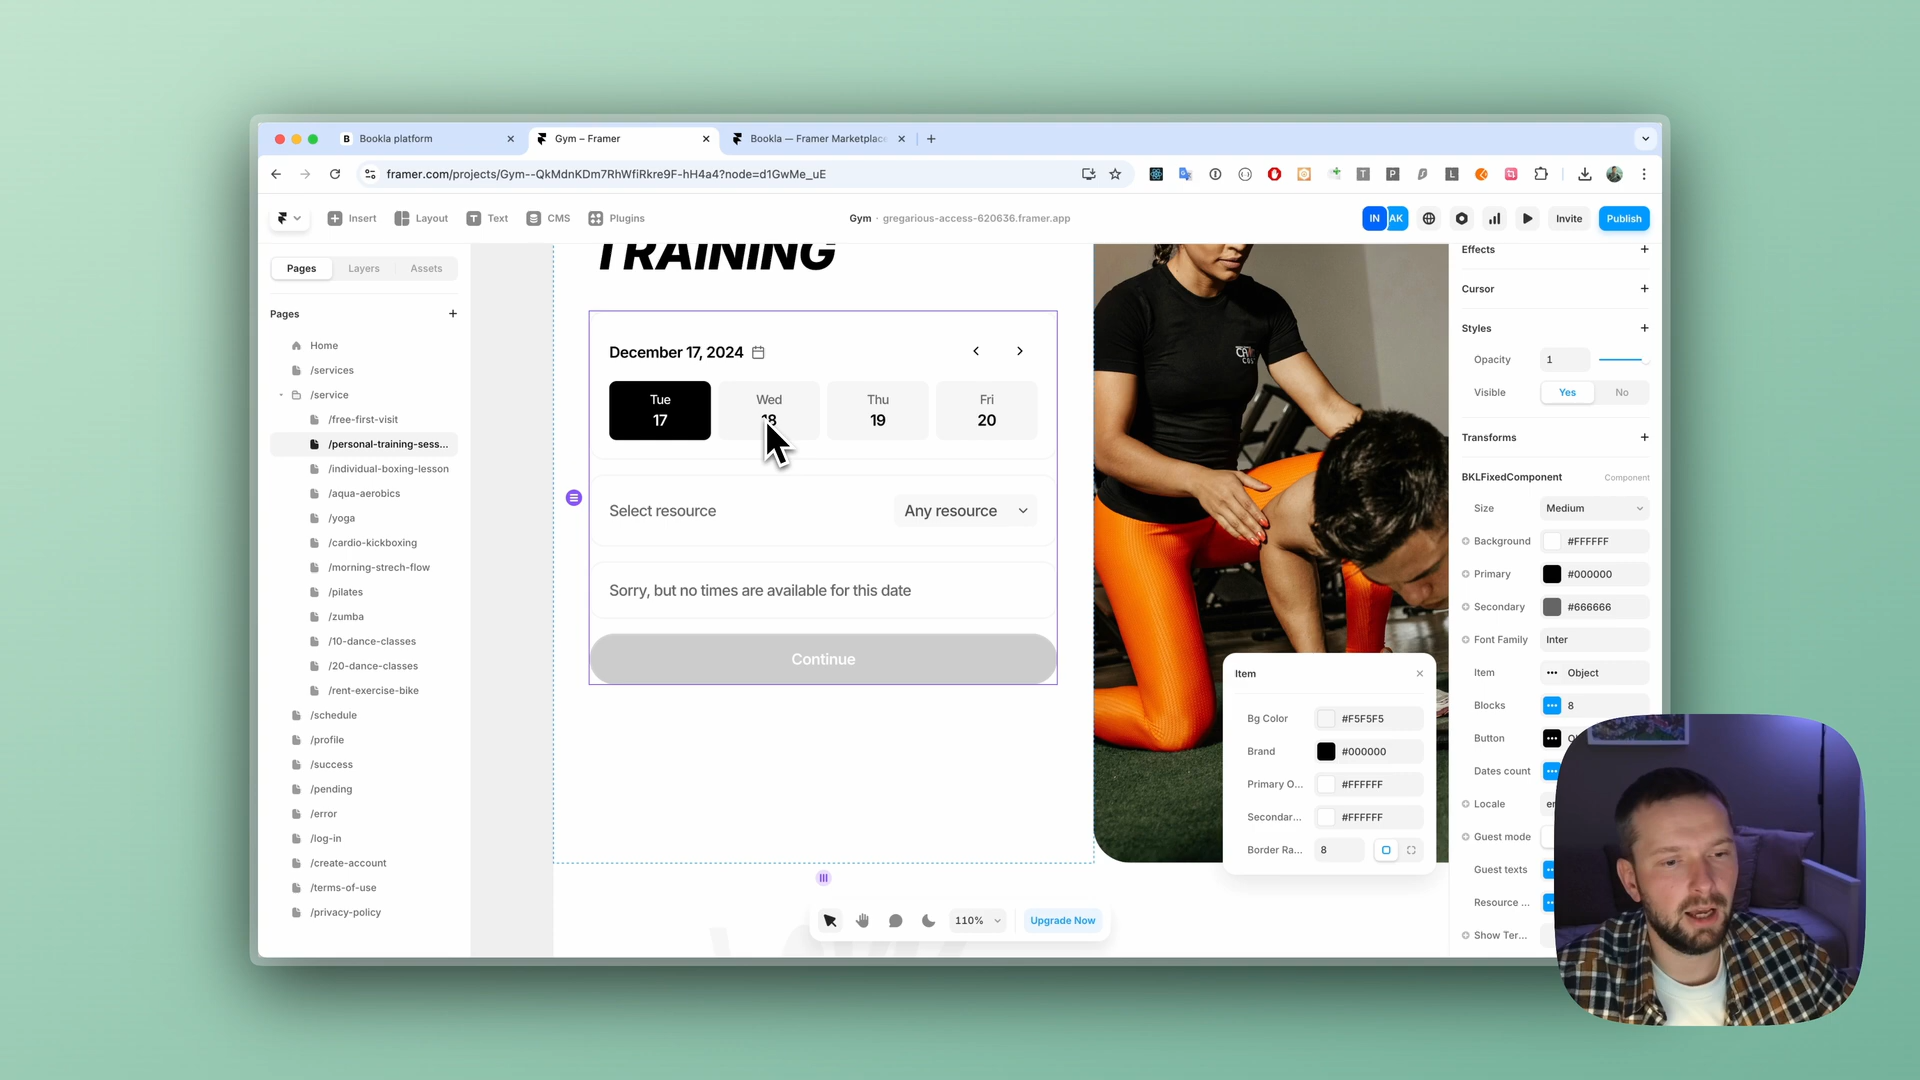 B Bookla platform
Gym – Framer
Bookla — Framer Marketplace
framer.com/projects/Gym--QkMdnKDm7RhWfiRkre9F-hH4a4?node=d1GwMe_uE
Insert
Layout
Text
CMS
Plugins
Gym · gregarious-access-620636.framer.app
IN
AK
Invite
Publish
Pages
Layers
Assets
Pages
Home
/services
/service
/free-first-visit
/personal-training-sess...
/individual-boxing-lesson
/aqua-aerobics
/yoga
/cardio-kickboxing
/morning-strech-flow
/pilates
/zumba
/10-dance-classes
/20-dance-classes
/rent-exercise-bike
/schedule
/profile
/success
/pending
/error
/log-in
/create-account
/terms-of-use
/privacy-policy
TRAINING
December 17, 2024
Tue
17
Wed
18
Thu
19
Fri
20
Select resource
Any resource
Sorry, but no times are available for this date
Continue
110%
Upgrade Now
Item
Bg Color #F5F5F5
Brand #000000
Primary O... #FFFFFF
Secondar... #FFFFFF
Border Ra... 8
Effects
Cursor
Styles
Opacity 1
Visible Yes No
Transforms
BKLFixedComponent Component
Size Medium
Background #FFFFFF
Primary #000000
Secondary #666666
Font Family Inter
Item Object
Blocks 8
Button
Dates count
Locale
Guest mode
Guest texts
Resource ...
Show Ter...